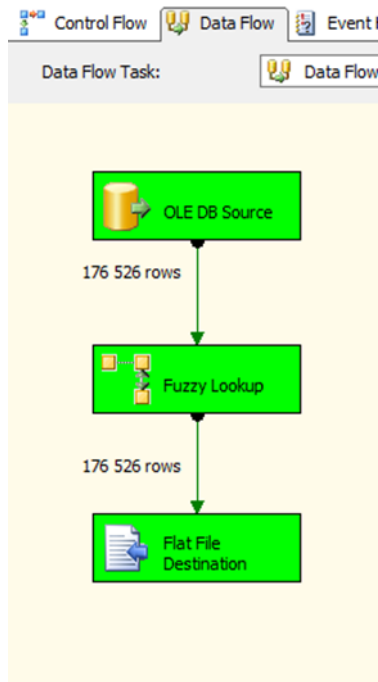 Control Flow Data Flow Event
Data Flow Task: Data Flow
OLE DB Source
176 526 rows
Fuzzy Lookup
176 526 rows
Flat File
Destination